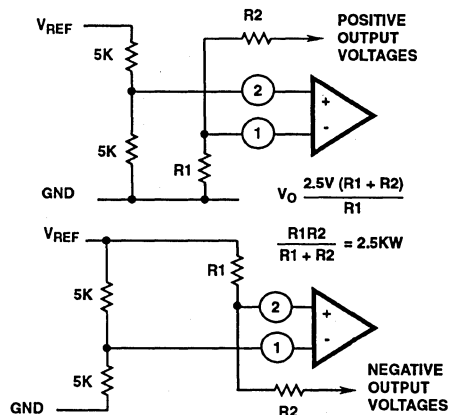 R2
POSITIVE
OUTPUT
VOLTAGES
VREF
5K
2
+
5K
1
-
R1
GND
VO 2.5V (R1 + R2)
R1
VREF
R1R2
R1 + R2 = 2.5KW
R1
5K
2
+
1
-
5K
NEGATIVE
OUTPUT
VOLTAGES
GND
R2